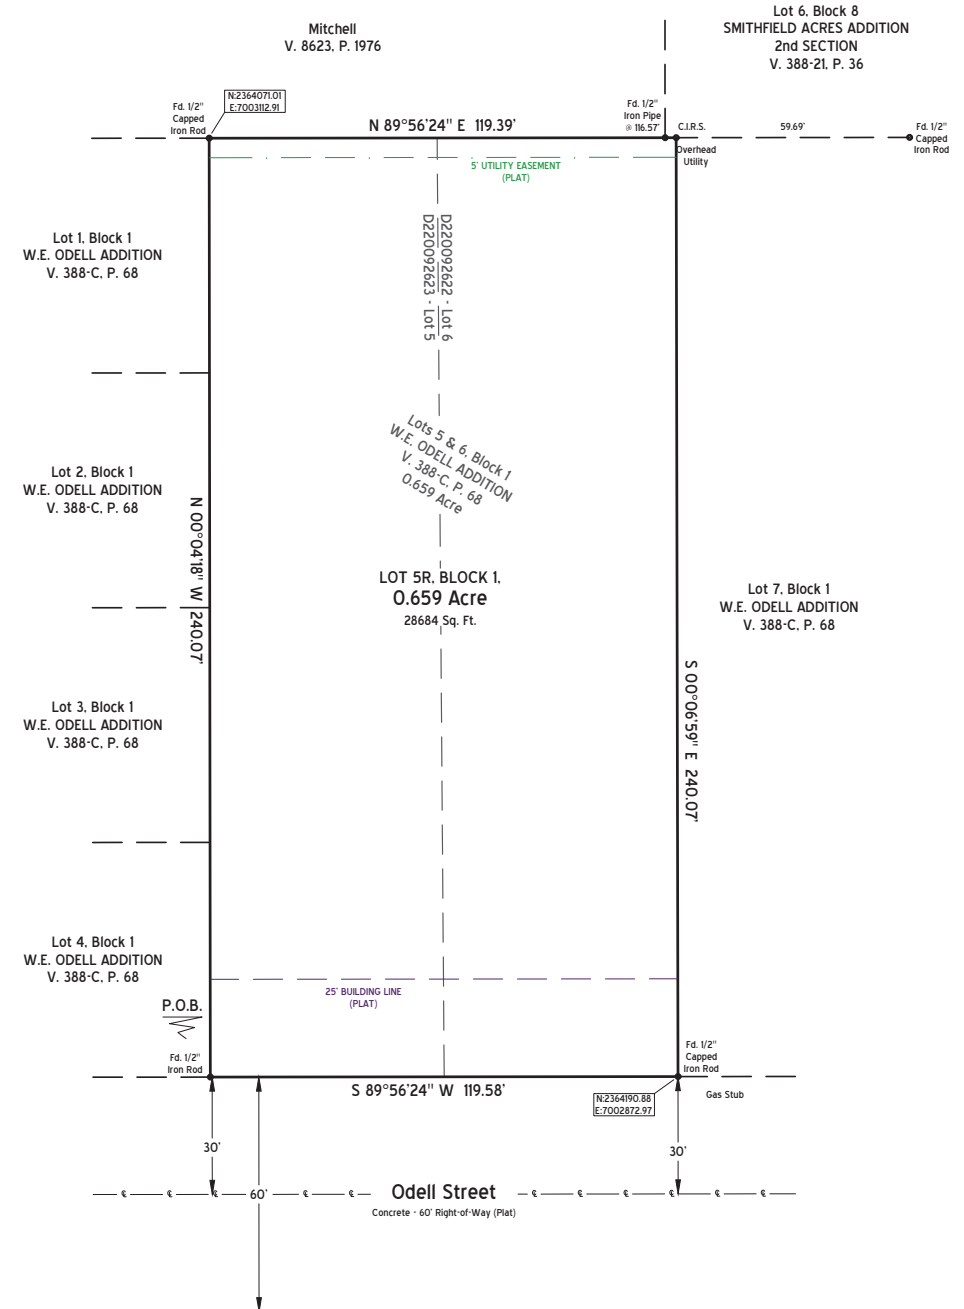 Lot 6, Block 8
SMITHFIELD ACRES ADDITION
2nd SECTION
V. 388-21, P. 36
Mitchell
V. 8623, P. 1976
N:2364071.01
E:7003112.91
Fd. 1/2"
Capped
Iron Rod
N 89°56'24" E 119.39'
Fd. 1/2"
Iron Pipe
@ 116.57'
C.I.R.S.
59.69'
Fd. 1/2"
Capped
Iron Rod
Overhead
Utility
5' UTILITY EASEMENT
(PLAT)
D220092622 - Lot 6
D220092623 - Lot 5
Lot 1, Block 1
W.E. ODELL ADDITION
V. 388-C, P. 68
Lots 5 & 6, Block 1
W.E. ODELL ADDITION
V. 388-C, P. 68
0.659 Acre
Lot 2, Block 1
W.E. ODELL ADDITION
V. 388-C, P. 68
N 00°04'18" W 240.07'
LOT 5R, BLOCK 1,
0.659 Acre
28684 Sq. Ft.
Lot 7, Block 1
W.E. ODELL ADDITION
V. 388-C, P. 68
S 00°06'59" E 240.07'
Lot 3, Block 1
W.E. ODELL ADDITION
V. 388-C, P. 68
Lot 4, Block 1
W.E. ODELL ADDITION
V. 388-C, P. 68
25' BUILDING LINE
(PLAT)
P.O.B.
Fd. 1/2"
Iron Rod
Fd. 1/2"
Capped
Iron Rod
S 89°56'24" W 119.58'
N:2364190.88
E:7002872.97
Gas Stub
30'
30'
60'
Odell Street
Concrete - 60' Right-of-Way (Plat)